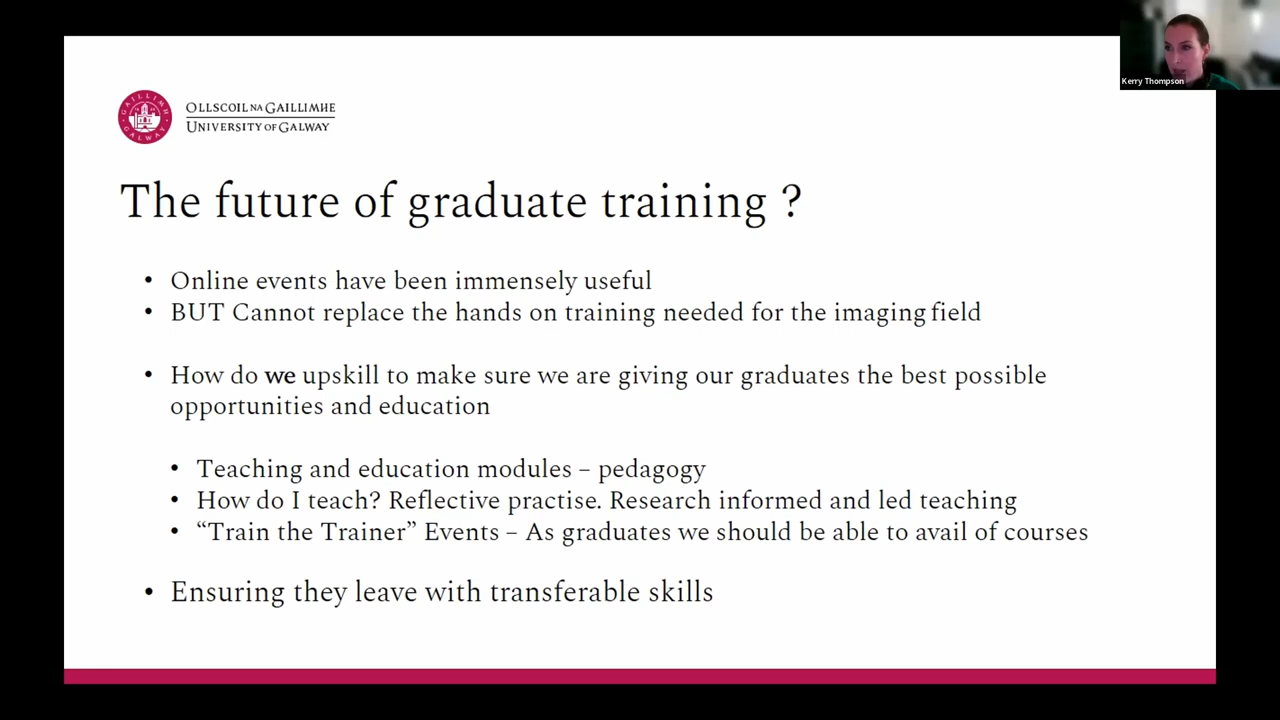 Kerry Thompson
OLLSCOIL NA GAILLIMHE
UNIVERSITY OF GALWAY
GAILLIMH
GALWAY
The future of graduate training ?
• Online events have been immensely useful
• BUT Cannot replace the hands on training needed for the imaging field
• How do we upskill to make sure we are giving our graduates the best possible
opportunities and education
• Teaching and education modules – pedagogy
• How do I teach? Reflective practise. Research informed and led teaching
• “Train the Trainer” Events – As graduates we should be able to avail of courses
• Ensuring they leave with transferable skills